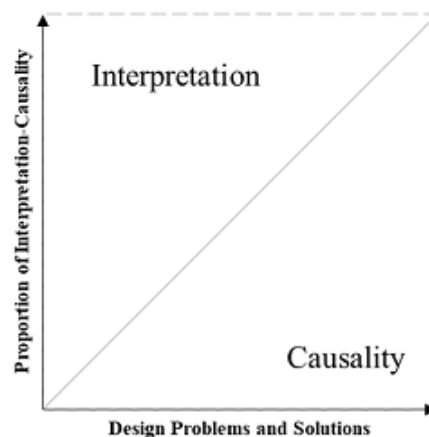 Interpretation
Proportion of Interpretation-Causality
Causality
Design Problems and Solutions